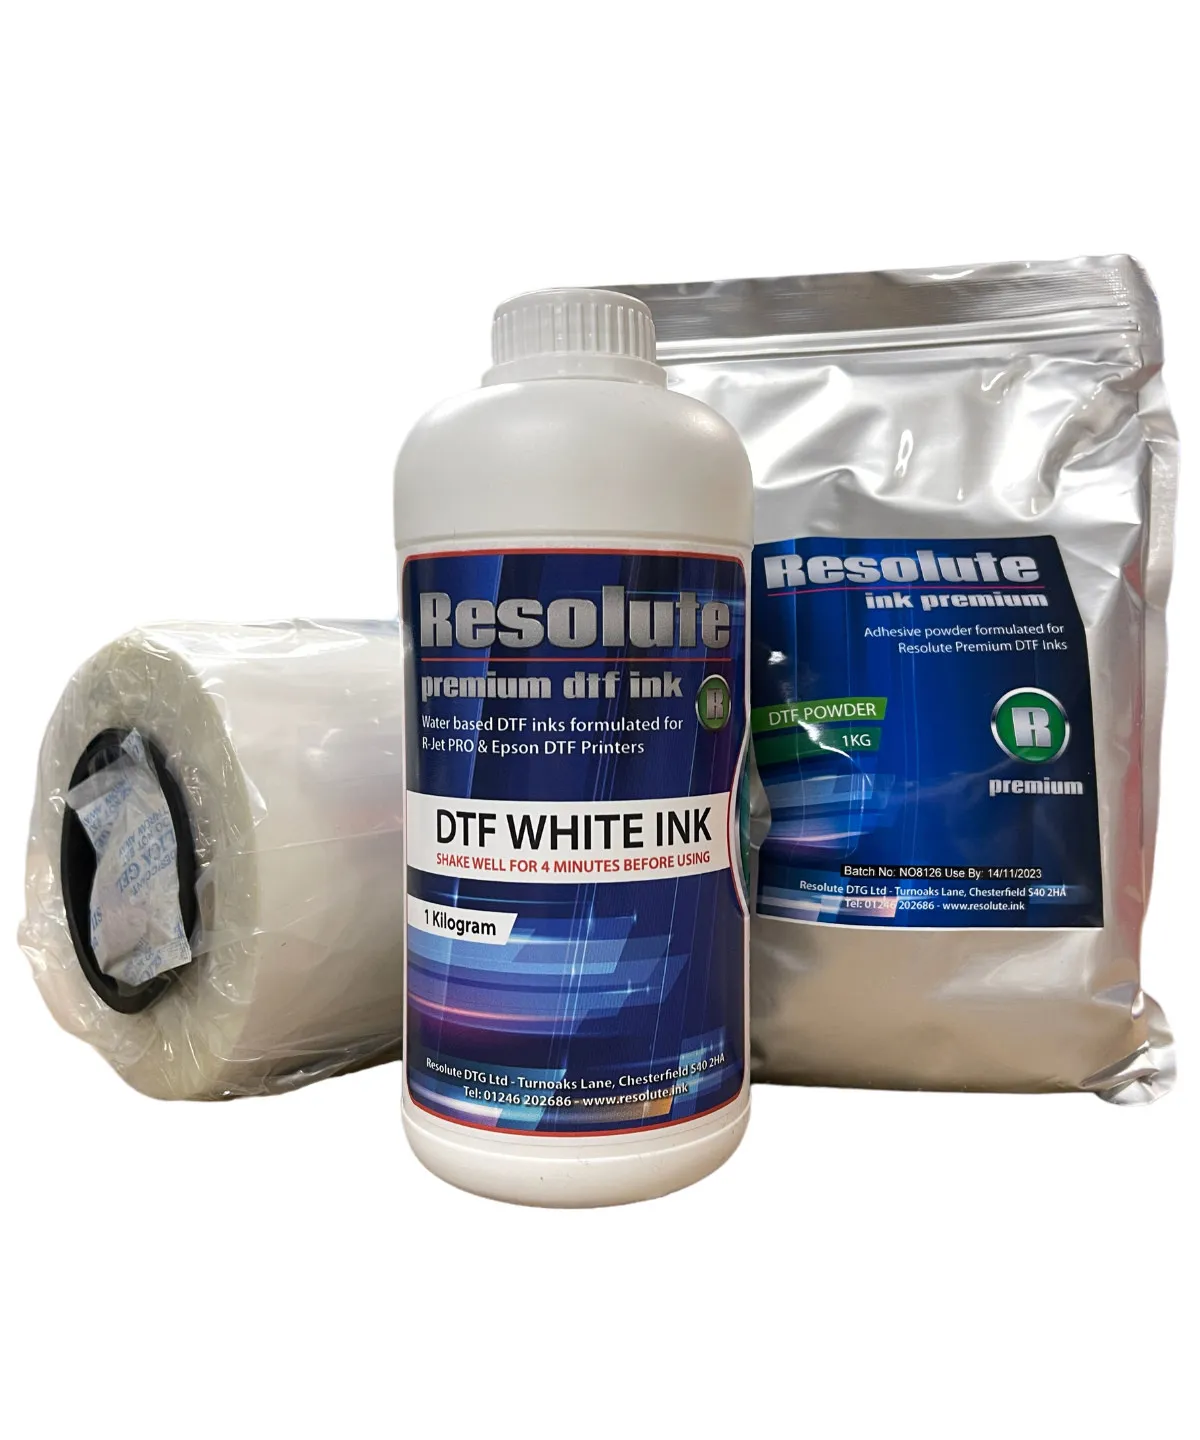 Resolute
premium dtf ink
R
Water based DTF inks formulated for
R-Jet PRO & Epson DTF Printers
DTF WHITE INK
SHAKE WELL FOR 4 MINUTES BEFORE USING
1 Kilogram
Resolute DTG Ltd - Turnoaks Lane, Chesterfield S40 2HA
Tel: 01246 202686 - www.resolute.ink
Resolute
ink premium
Adhesive powder formulated for
Resolute Premium DTF Inks
DTF POWDER
1KG
R
premium
Batch No: NO8126 Use By: 14/11/2023
Resolute DTG Ltd - Turnoaks Lane, Chesterfield S40 2HA
Tel: 01246 202686 - www.resolute.ink